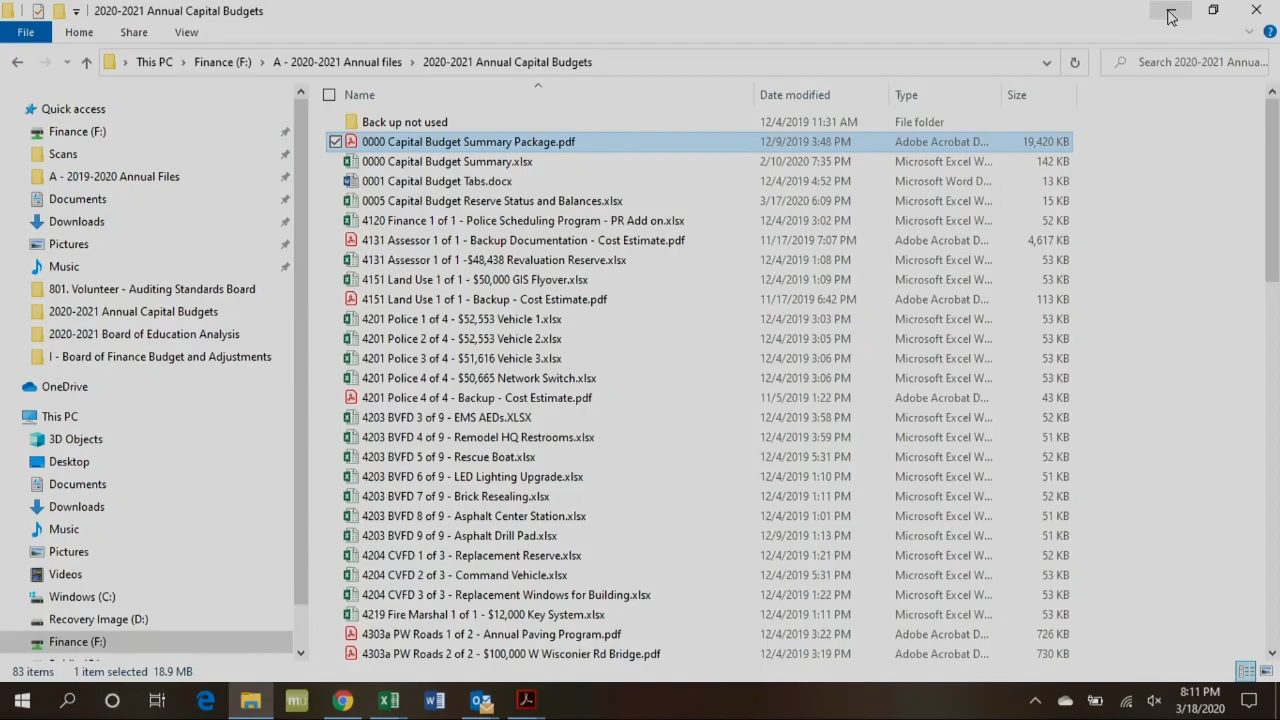 2020-2021 Annual Capital Budgets
File Home Share View
This PC Finance (F:) A - 2020-2021 Annual files 2020-2021 Annual Capital Budgets Search 2020-2021 Annua...
Quick access
Finance (F:)
Scans
A - 2019-2020 Annual Files
Documents
Downloads
Pictures
Music
801. Volunteer - Auditing Standards Board
2020-2021 Annual Capital Budgets
2020-2021 Board of Education Analysis
I - Board of Finance Budget and Adjustments
OneDrive
This PC
3D Objects
Desktop
Documents
Downloads
Music
Pictures
Videos
Windows (C:)
Recovery Image (D:)
Finance (F:)
Name Date modified Type Size
Back up not used 12/4/2019 11:31 AM File folder
0000 Capital Budget Summary Package.pdf 12/9/2019 3:48 PM Adobe Acrobat D... 19,420 KB
0000 Capital Budget Summary.xlsx 2/10/2020 7:35 PM Microsoft Excel W... 142 KB
0001 Capital Budget Tabs.docx 12/4/2019 4:52 PM Microsoft Word D... 13 KB
0005 Capital Budget Reserve Status and Balances.xlsx 3/17/2020 6:09 PM Microsoft Excel W... 15 KB
4120 Finance 1 of 1 - Police Scheduling Program - PR Add on.xlsx 12/4/2019 3:02 PM Microsoft Excel W... 52 KB
4131 Assessor 1 of 1 - Backup Documentation - Cost Estimate.pdf 11/17/2019 7:07 PM Adobe Acrobat D... 4,617 KB
4131 Assessor 1 of 1 -$48,438 Revaluation Reserve.xlsx 12/4/2019 1:08 PM Microsoft Excel W... 53 KB
4151 Land Use 1 of 1 - $50,000 GIS Flyover.xlsx 12/4/2019 1:09 PM Microsoft Excel W... 53 KB
4151 Land Use 1 of 1 - Backup - Cost Estimate.pdf 11/17/2019 6:42 PM Adobe Acrobat D... 113 KB
4201 Police 1 of 4 - $52,553 Vehicle 1.xlsx 12/4/2019 3:03 PM Microsoft Excel W... 53 KB
4201 Police 2 of 4 - $52,553 Vehicle 2.xlsx 12/4/2019 3:05 PM Microsoft Excel W... 53 KB
4201 Police 3 of 4 - $51,616 Vehicle 3.xlsx 12/4/2019 3:06 PM Microsoft Excel W... 53 KB
4201 Police 4 of 4 - $50,665 Network Switch.xlsx 12/4/2019 3:06 PM Microsoft Excel W... 53 KB
4201 Police 4 of 4 - Backup - Cost Estimate.pdf 11/5/2019 1:22 PM Adobe Acrobat D... 43 KB
4203 BVFD 3 of 9 - EMS AEDs.XLSX 12/4/2019 3:58 PM Microsoft Excel W... 52 KB
4203 BVFD 4 of 9 - Remodel HQ Restrooms.xlsx 12/4/2019 3:59 PM Microsoft Excel W... 51 KB
4203 BVFD 5 of 9 - Rescue Boat.xlsx 12/4/2019 5:31 PM Microsoft Excel W... 52 KB
4203 BVFD 6 of 9 - LED Lighting Upgrade.xlsx 12/4/2019 1:10 PM Microsoft Excel W... 51 KB
4203 BVFD 7 of 9 - Brick Resealing.xlsx 12/4/2019 1:11 PM Microsoft Excel W... 52 KB
4203 BVFD 8 of 9 - Asphalt Center Station.xlsx 12/4/2019 1:01 PM Microsoft Excel W... 51 KB
4203 BVFD 9 of 9 - Asphalt Drill Pad.xlsx 12/9/2019 1:13 PM Microsoft Excel W... 51 KB
4204 CVFD 1 of 3 - Replacement Reserve.xlsx 12/4/2019 1:21 PM Microsoft Excel W... 52 KB
4204 CVFD 2 of 3 - Command Vehicle.xlsx 12/4/2019 5:31 PM Microsoft Excel W... 53 KB
4204 CVFD 3 of 3 - Replacement Windows for Building.xlsx 12/4/2019 1:22 PM Microsoft Excel W... 53 KB
4219 Fire Marshal 1 of 1 - $12,000 Key System.xlsx 12/4/2019 1:11 PM Microsoft Excel W... 53 KB
4303a PW Roads 1 of 2 - Annual Paving Program.pdf 12/4/2019 3:22 PM Adobe Acrobat D... 726 KB
4303a PW Roads 2 of 2 - $100,000 W Wisconier Rd Bridge.pdf 12/4/2019 3:19 PM Adobe Acrobat D... 730 KB
83 items 1 item selected 18.9 MB
mu
8:11 PM
3/18/2020